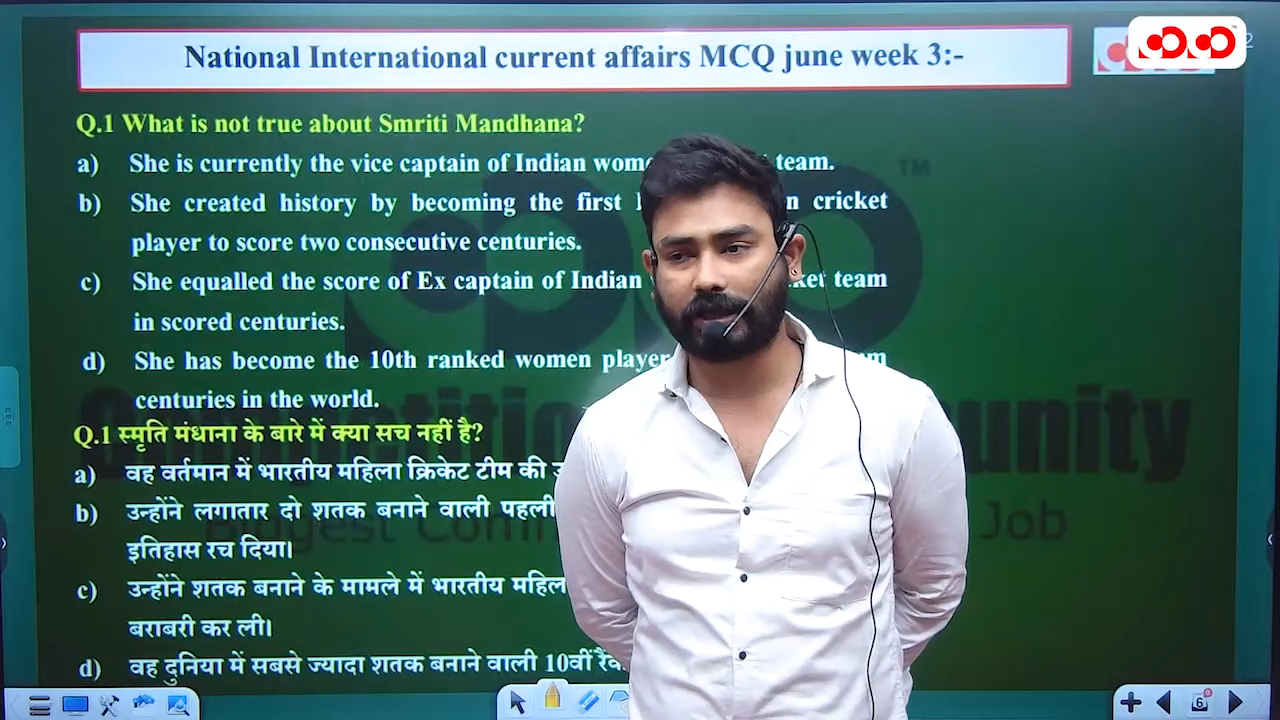 National International current affairs MCQ june week 3:-
Q.1 What is not true about Smriti Mandhana?
a) She is currently the vice captain of Indian team.
b) She created history by becoming the first cricket
player to score two consecutive centuries.
c) She equalled the score of Ex captain of Indian team
in scored centuries.
d) She has become the 10th ranked women
centuries in the world.
Q.1 स्मृति मंधाना के बारे में क्या सच नहीं है?
a) वह वर्तमान में भारतीय महिला क्रिकेट टीम की
b) उन्होंने लगातार दो शतक बनाने वाली पहली
इतिहास रच दिया।
c) उन्होंने शतक बनाने के मामले में भारतीय
बराबरी कर ली।
d) वह दुनिया में सबसे ज्यादा शतक बनाने वाली 10वीं
Job
6